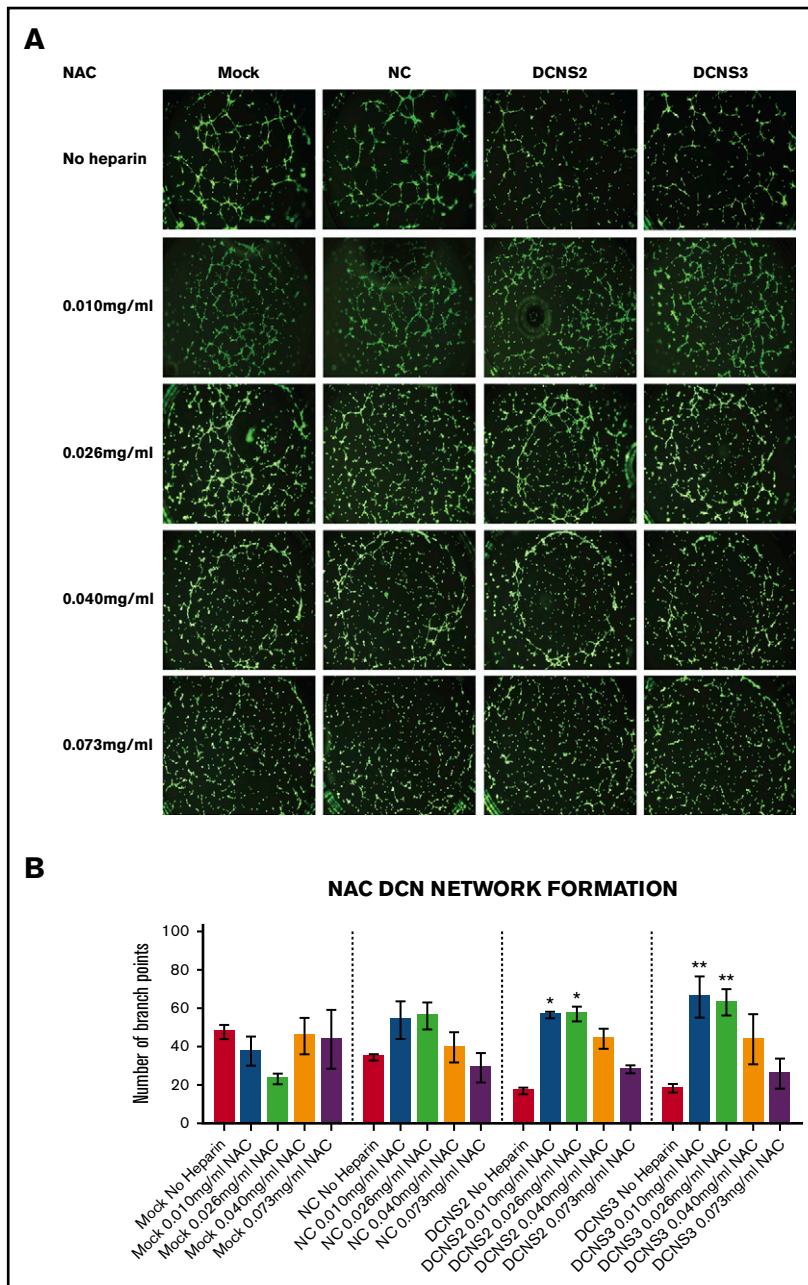 A
NAC Mock NC DCNS2 DCNS3
No heparin
0.010mg/ml
0.026mg/ml
0.040mg/ml
0.073mg/ml
B
NAC DCN NETWORK FORMATION
Number of branch points
100
80
60
40
20
0
* * ** **
Mock No Heparin
Mock 0.010mg/ml NAC
Mock 0.026mg/ml NAC
Mock 0.040mg/ml NAC
Mock 0.073mg/ml NAC
NC No Heparin
NC 0.010mg/ml NAC
NC 0.026mg/ml NAC
NC 0.040mg/ml NAC
NC 0.073mg/ml NAC
DCNS2 No Heparin
DCNS2 0.010mg/ml NAC
DCNS2 0.026mg/ml NAC
DCNS2 0.040mg/ml NAC
DCNS2 0.073mg/ml NAC
DCNS3 No Heparin
DCNS3 0.010mg/ml NAC
DCNS3 0.026mg/ml NAC
DCNS3 0.040mg/ml NAC
DCNS3 0.073mg/ml NAC